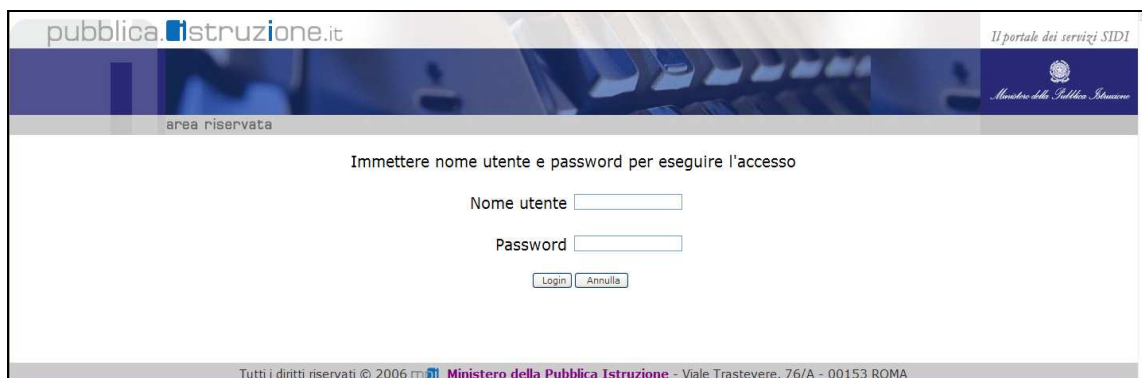 pubblica.istruzione.it
Il portale dei servizi SIDI
Ministero della Pubblica Istruzione
area riservata
Immettere nome utente e password per eseguire l'accesso
Nome utente
Password
Login Annulla
Tutti i diritti riservati © 2006 mpi Ministero della Pubblica Istruzione - Viale Trastevere, 76/A - 00153 ROMA